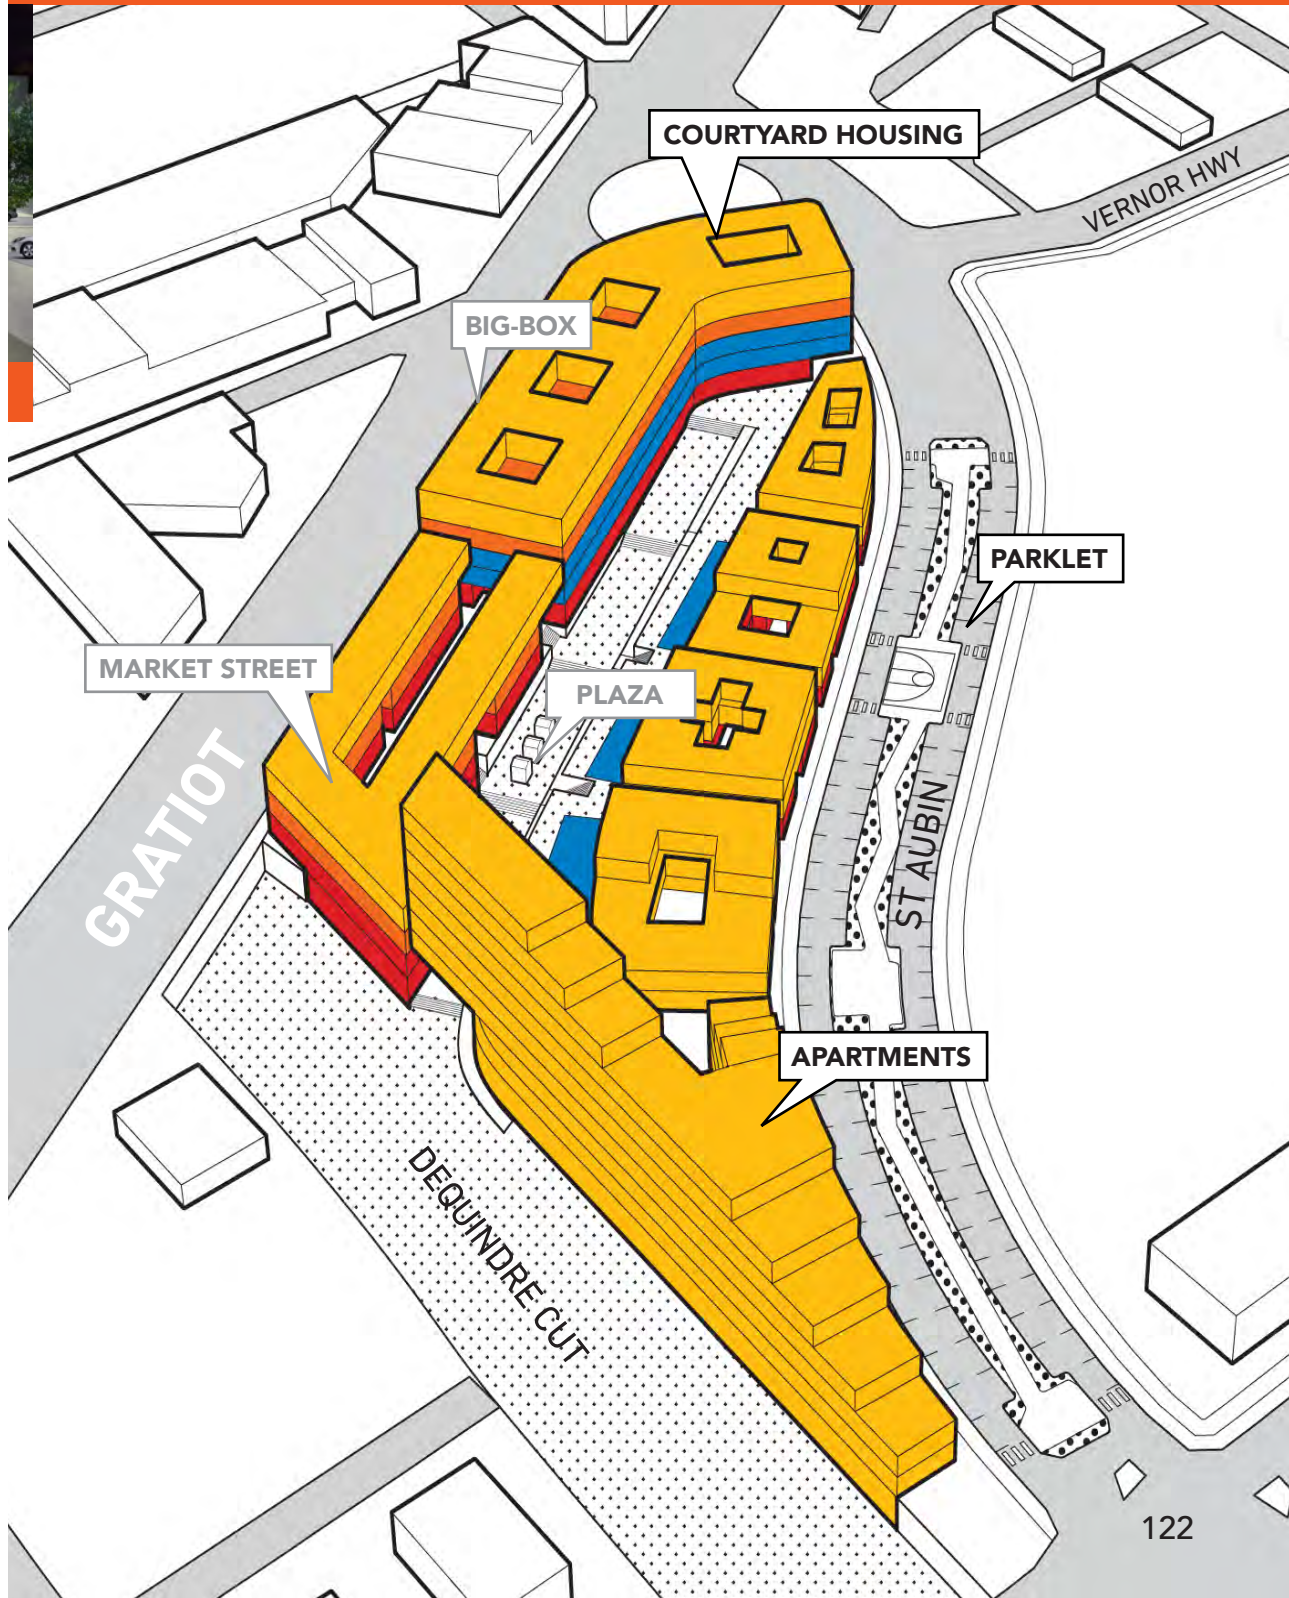 COURTYARD HOUSING
VERNOR HWY
BIG-BOX
PARKLET
MARKET STREET
PLAZA
GRATIOT
ST AUBIN
APARTMENTS
DEQUINDRE CUT
122